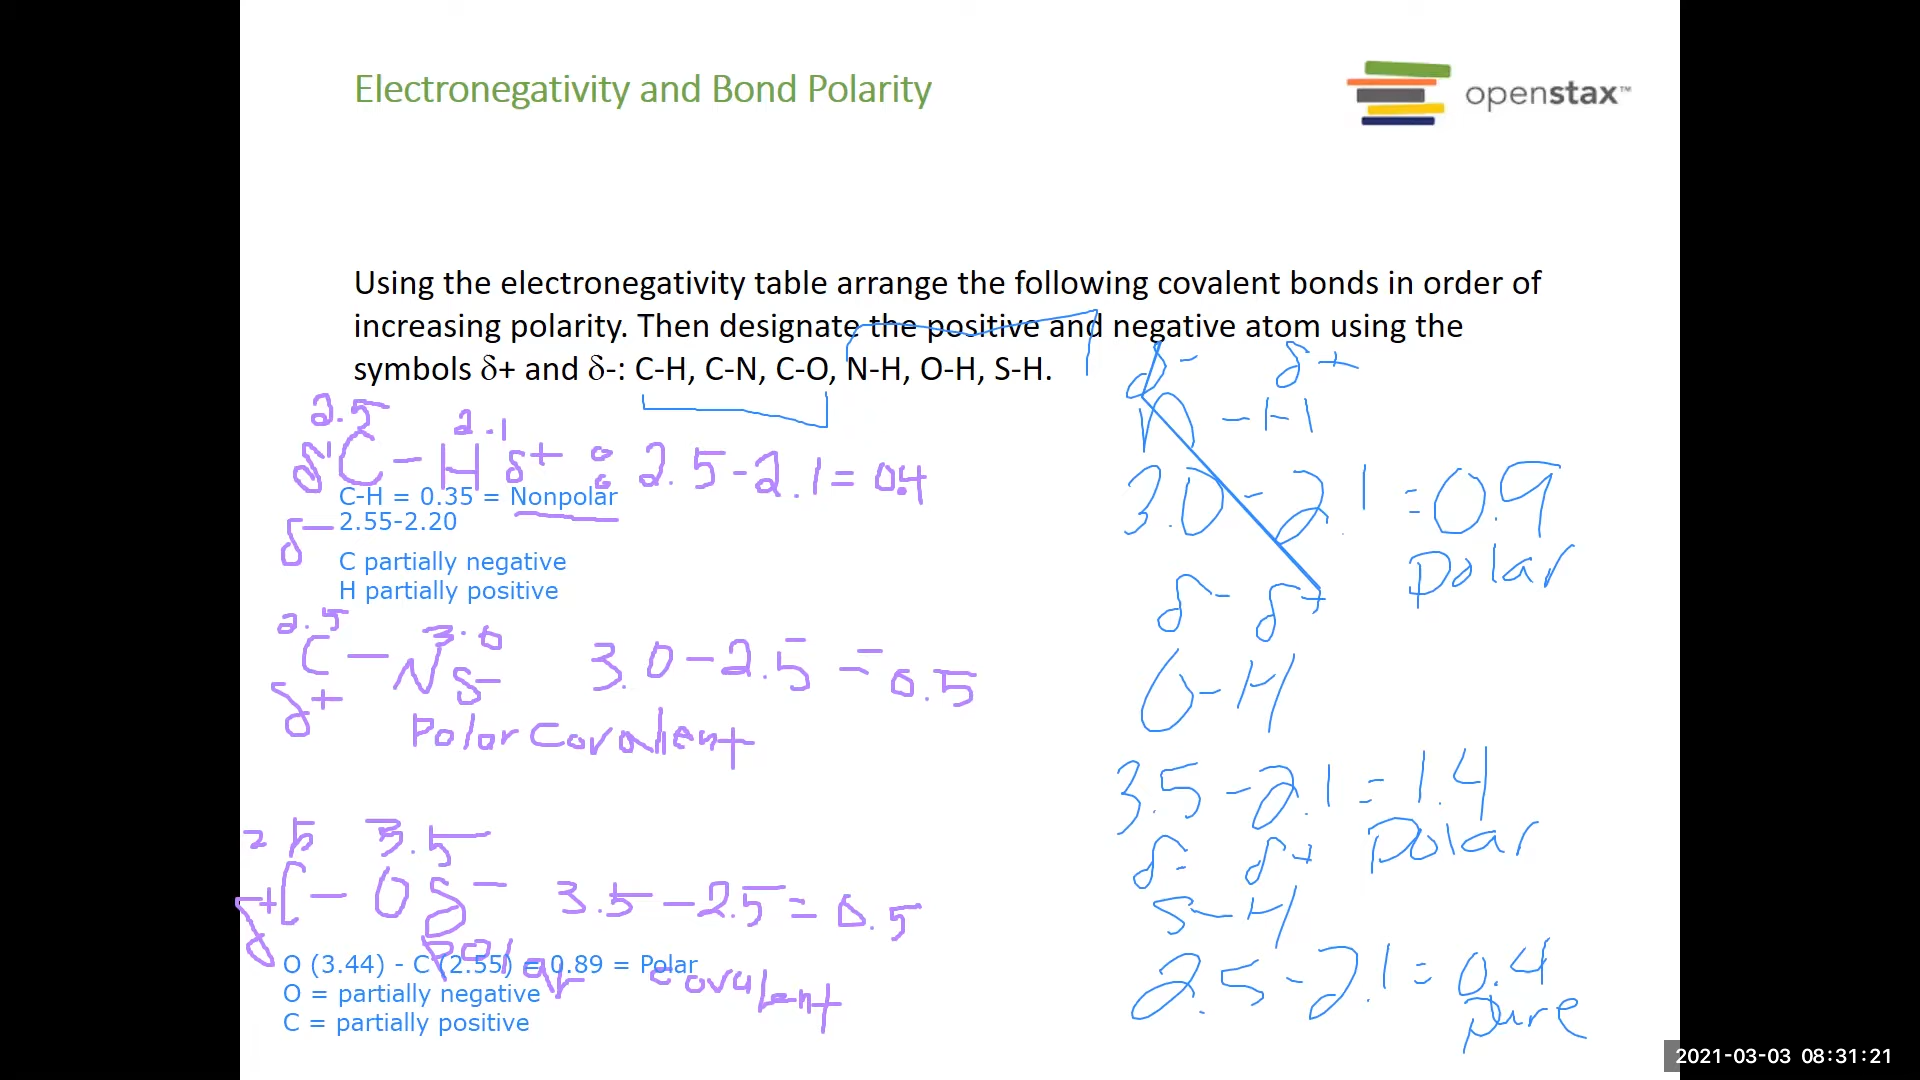 Electronegativity and Bond Polarity
openstax™
Using the electronegativity table arrange the following covalent bonds in order of
increasing polarity. Then designate the positive and negative atom using the
symbols δ+ and δ-: C-H, C-N, C-O, N-H, O-H, S-H.
2.5 2.1
C - H δ+ : 2.5-2.1= 0.4
C-H = 0.35 = Nonpolar
δ- 2.55-2.20
C partially negative
H partially positive
2.5 3.0
C - N δ- 3.0-2.5 = 0.5
δ+
Polar Covalent
2 5 3.5
δ+ C - O δ- 3.5-2.5= 0.5
Polar covalent
O (3.44) - C (2.55) = 0.89 = Polar
O = partially negative
C = partially positive
δ- δ+
N - H
3.0 - 2.1 = 0.9
Polar
δ- δ+
O-H
3.5 - 2.1 = 1.4
Polar
δ- δ+
S-H
2.5-2.1= 0.4
Pure
2021-03-03 08:31:21